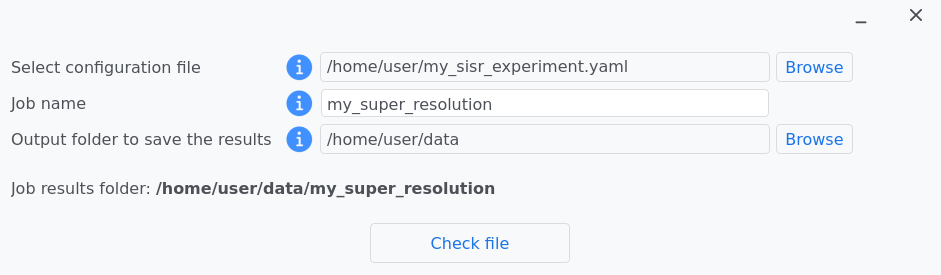 Select configuration file /home/user/my_sisr_experiment.yaml Browse
Job name my_super_resolution
Output folder to save the results /home/user/data Browse
Job results folder: /home/user/data/my_super_resolution
Check file